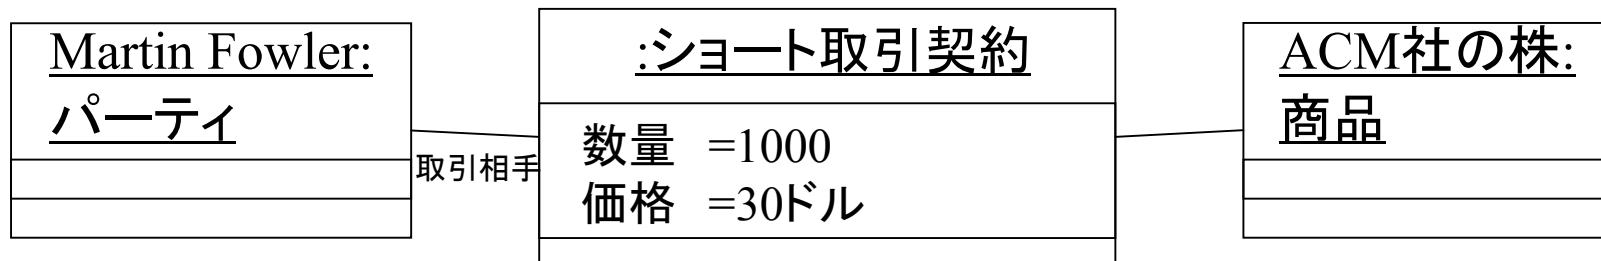 Martin Fowler:
パーティ
取引相手
:ショート取引契約
数量 =1000
価格 =30ドル
ACM社の株:
商品